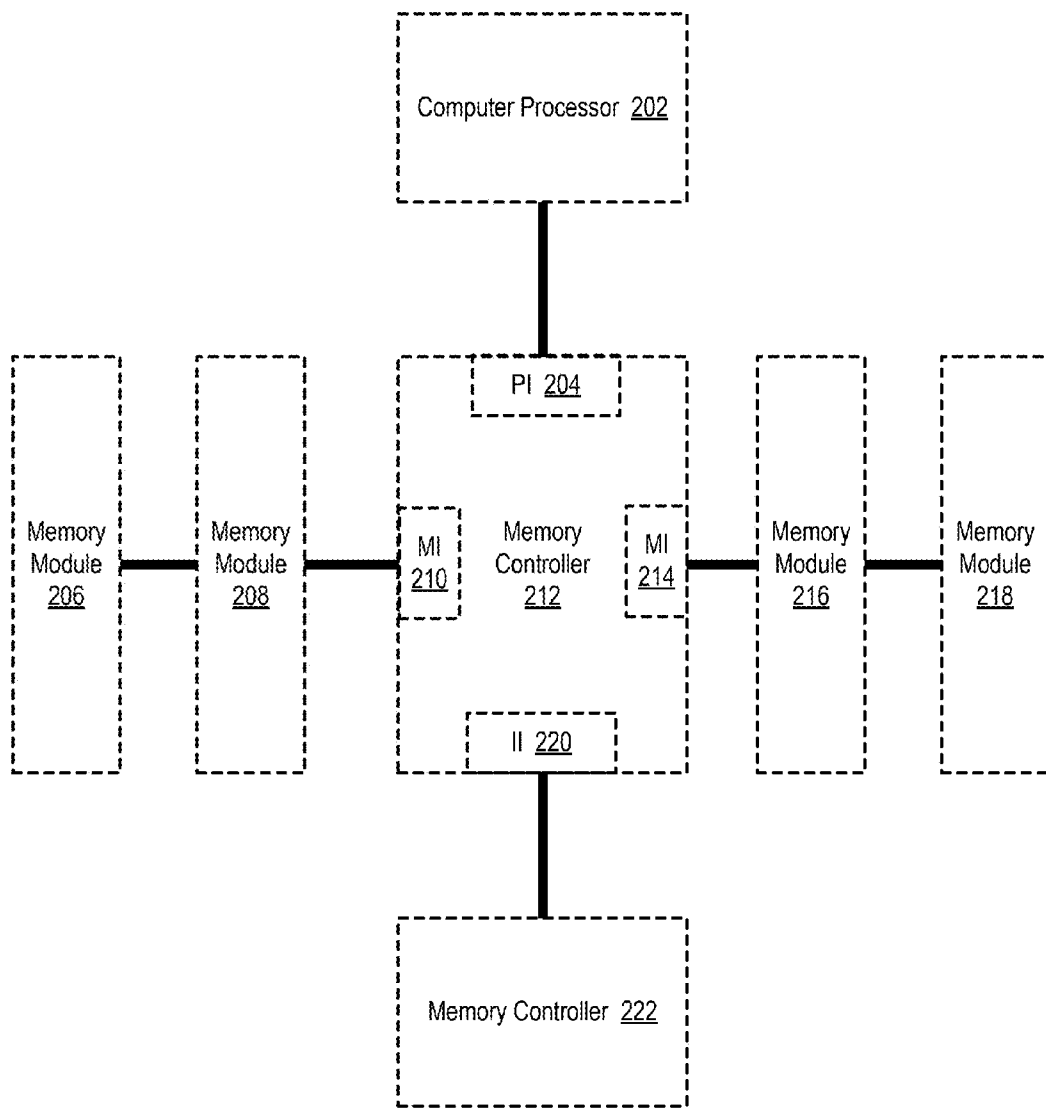 Computer Processor 202
PI 204
Memory
Module
206
Memory
Module
208
MI
210
Memory
Controller
212
MI
214
Memory
Module
216
Memory
Module
218
II 220
Memory Controller 222